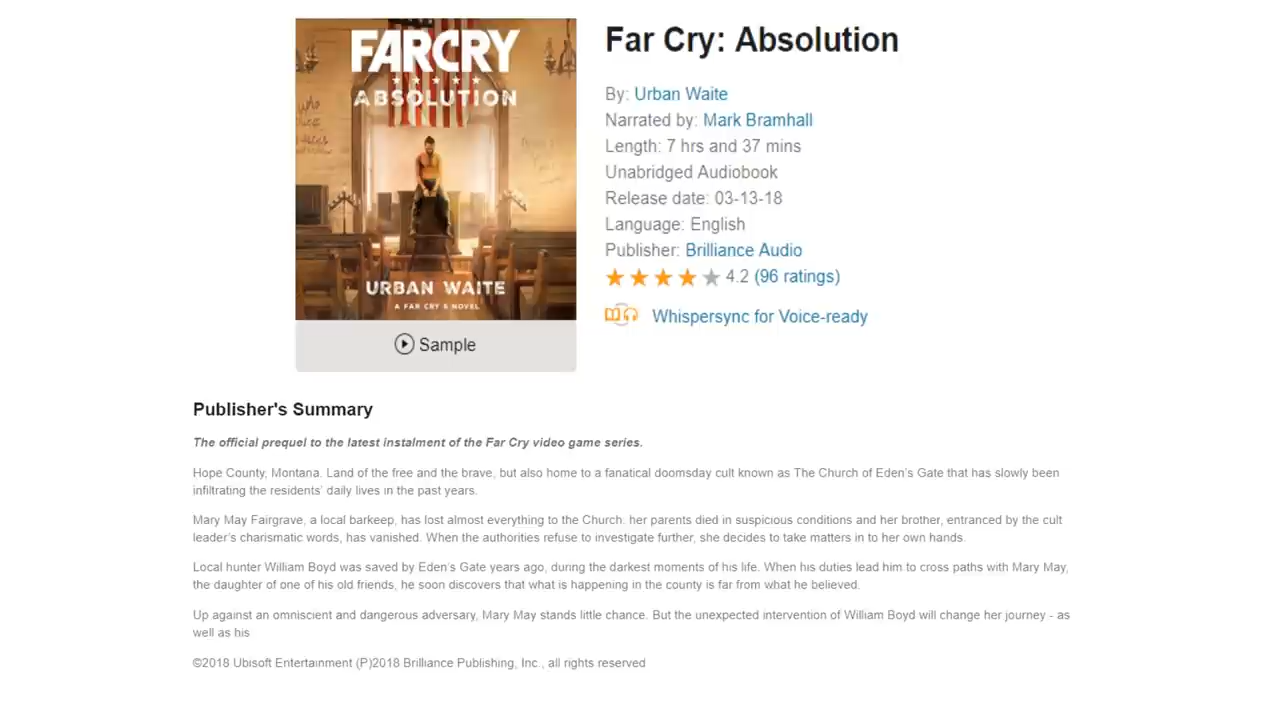 FARCRY
ABSOLUTION
URBAN WAITE
A FAR CRY 5 NOVEL
Sample
Far Cry: Absolution
By: Urban Waite
Narrated by: Mark Bramhall
Length: 7 hrs and 37 mins
Unabridged Audiobook
Release date: 03-13-18
Language: English
Publisher: Brilliance Audio
4.2 (96 ratings)
Whispersync for Voice-ready
Publisher's Summary
The official prequel to the latest instalment of the Far Cry video game series.
Hope County, Montana. Land of the free and the brave, but also home to a fanatical doomsday cult known as The Church of Eden's Gate that has slowly been
infiltrating the residents' daily lives in the past years.
Mary May Fairgrave, a local barkeep, has lost almost everything to the Church. her parents died in suspicious conditions and her brother, entranced by the cult
leader's charismatic words, has vanished. When the authorities refuse to investigate further, she decides to take matters in to her own hands.
Local hunter William Boyd was saved by Eden's Gate years ago, during the darkest moments of his life. When his duties lead him to cross paths with Mary May,
the daughter of one of his old friends, he soon discovers that what is happening in the county is far from what he believed.
Up against an omniscient and dangerous adversary, Mary May stands little chance. But the unexpected intervention of William Boyd will change her journey - as
well as his
©2018 Ubisoft Entertainment (P)2018 Brilliance Publishing, Inc., all rights reserved